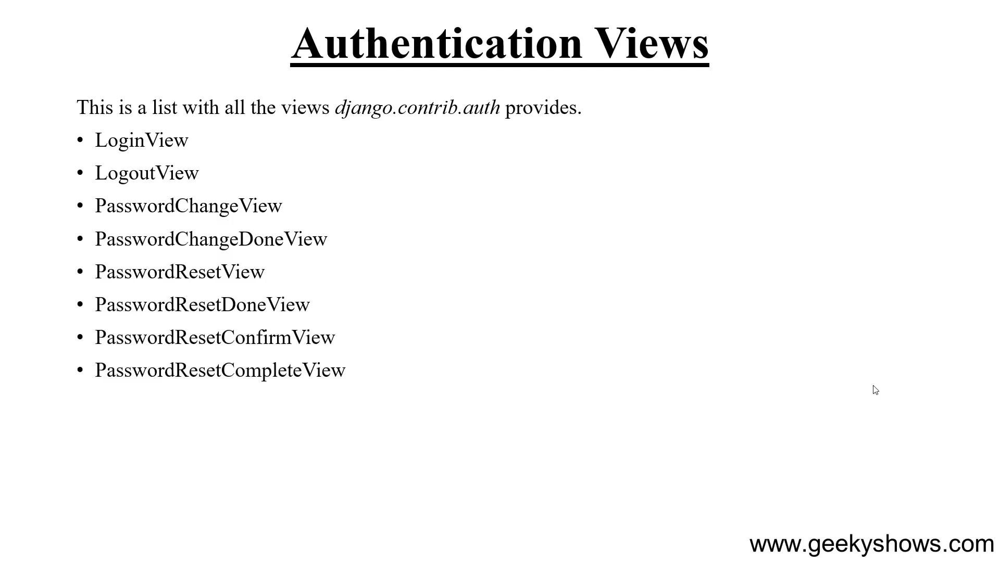 Authentication Views
This is a list with all the views django.contrib.auth provides.
• LoginView
• LogoutView
• PasswordChangeView
• PasswordChangeDoneView
• PasswordResetView
• PasswordResetDoneView
• PasswordResetConfirmView
• PasswordResetCompleteView
www.geekyshows.com